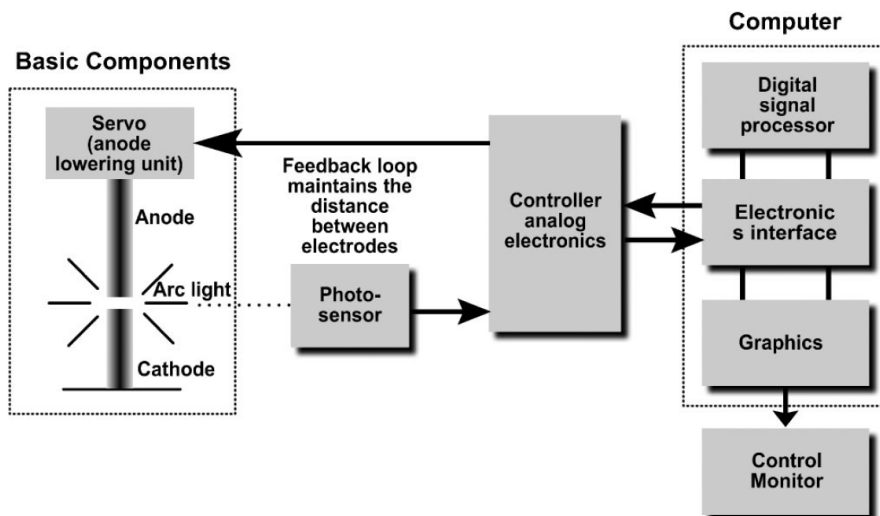 Basic Components
Servo
(anode
lowering unit)
Anode
Arc light
Cathode
Feedback loop
maintains the
distance
between
electrodes
Photo-
sensor
Controller
analog
electronics
Computer
Digital
signal
processor
Electronic
s interface
Graphics
Control
Monitor